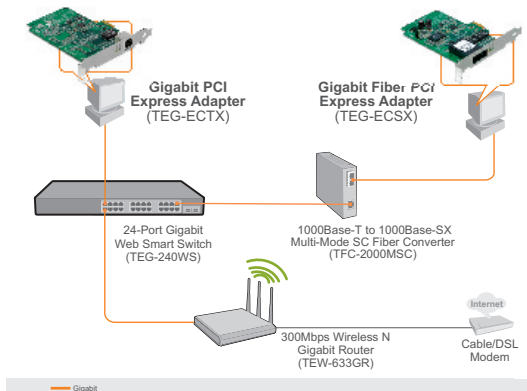 Gigabit PCI
Express Adapter
(TEG-ECTX)
Gigabit Fiber PCI
Express Adapter
(TEG-ECSX)
24-Port Gigabit
Web Smart Switch
(TEG-240WS)
1000Base-T to 1000Base-SX
Multi-Mode SC Fiber Converter
(TFC-2000MSC)
300Mbps Wireless N
Gigabit Router
(TEW-633GR)
Internet
Cable/DSL
Modem
Gigabit